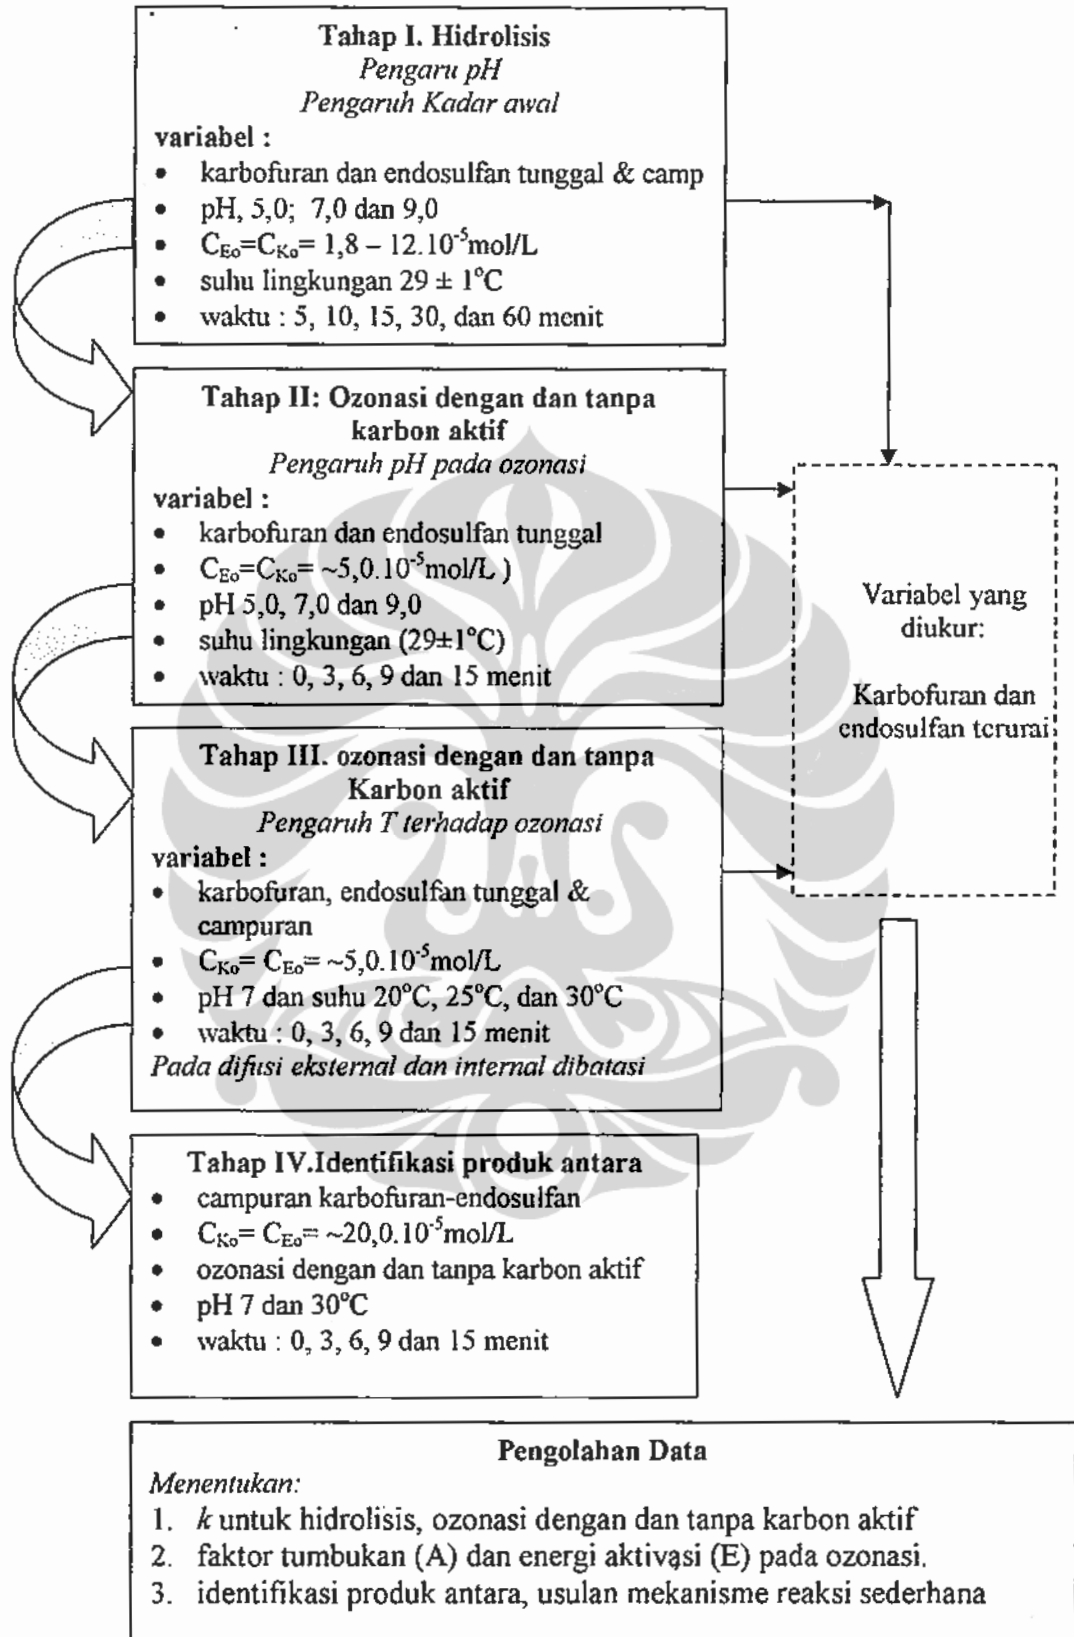 Tahap I. Hidrolisis
Pengaru pH
Pengaruh Kadar awal
variabel :
• karbofuran dan endosulfan tunggal & camp
• pH, 5,0; 7,0 dan 9,0
• C_Eo=C_Ko= 1,8 – 12.10⁻⁵mol/L
• suhu lingkungan 29 ± 1°C
• waktu : 5, 10, 15, 30, dan 60 menit
Tahap II: Ozonasi dengan dan tanpa
karbon aktif
Pengaruh pH pada ozonasi
variabel :
• karbofuran dan endosulfan tunggal
• C_Eo=C_Ko= ~5,0.10⁻⁵mol/L )
• pH 5,0, 7,0 dan 9,0
• suhu lingkungan (29±1°C)
• waktu : 0, 3, 6, 9 dan 15 menit
Tahap III. ozonasi dengan dan tanpa
Karbon aktif
Pengaruh T terhadap ozonasi
variabel :
• karbofuran, endosulfan tunggal &
campuran
• C_Ko= C_Eo= ~5,0.10⁻⁵mol/L
• pH 7 dan suhu 20°C, 25°C, dan 30°C
• waktu : 0, 3, 6, 9 dan 15 menit
Pada difusi eksternal dan internal dibatasi
Tahap IV.Identifikasi produk antara
• campuran karbofuran-endosulfan
• C_Ko= C_Eo= ~20,0.10⁻⁵mol/L
• ozonasi dengan dan tanpa karbon aktif
• pH 7 dan 30°C
• waktu : 0, 3, 6, 9 dan 15 menit
Variabel yang
diukur:
Karbofuran dan
endosulfan terurai
Pengolahan Data
Menentukan:
1. k untuk hidrolisis, ozonasi dengan dan tanpa karbon aktif
2. faktor tumbukan (A) dan energi aktivasi (E) pada ozonasi.
3. identifikasi produk antara, usulan mekanisme reaksi sederhana